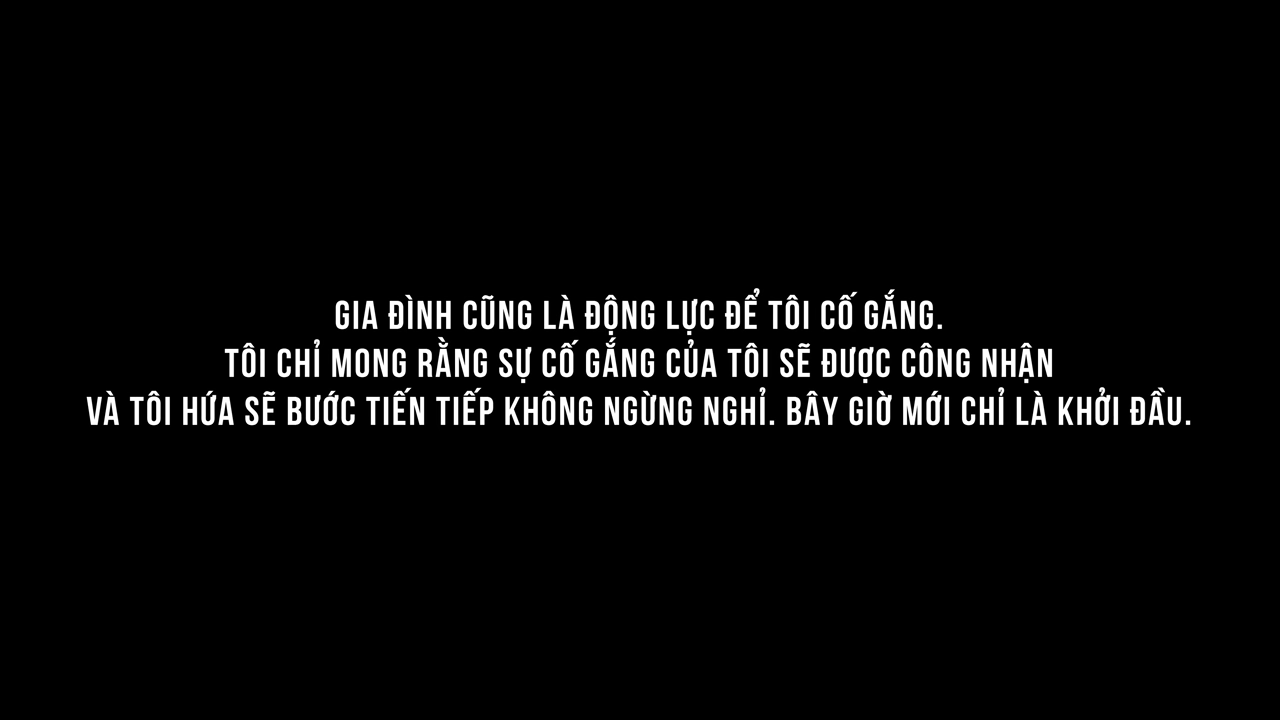 GIA ĐÌNH CŨNG LÀ ĐỘNG LỰC ĐỂ TÔI CỐ GẮNG.
TÔI CHỈ MONG RẰNG SỰ CỐ GẮNG CỦA TÔI SẼ ĐƯỢC CÔNG NHẬN
VÀ TÔI HỨA SẼ BƯỚC TIẾN TIẾP KHÔNG NGỪNG NGHỈ. BÂY GIỜ MỚI CHỈ LÀ KHỞI ĐẦU.